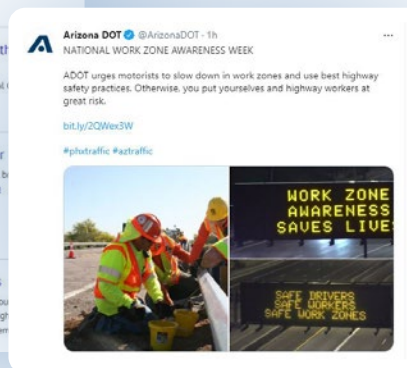 Arizona DOT @ArizonaDOT · 1h
NATIONAL WORK ZONE AWARENESS WEEK
ADOT urges motorists to slow down in work zones and use best highway
safety practices. Otherwise, you put yourselves and highway workers at
great risk.
bit.ly/2QWex3W
#phxtraffic #aztraffic
WORK ZONE
AWARENESS
SAVES LIVE
SAFE DRIVERS
SAFE WORKERS
SAFE WORK ZONES